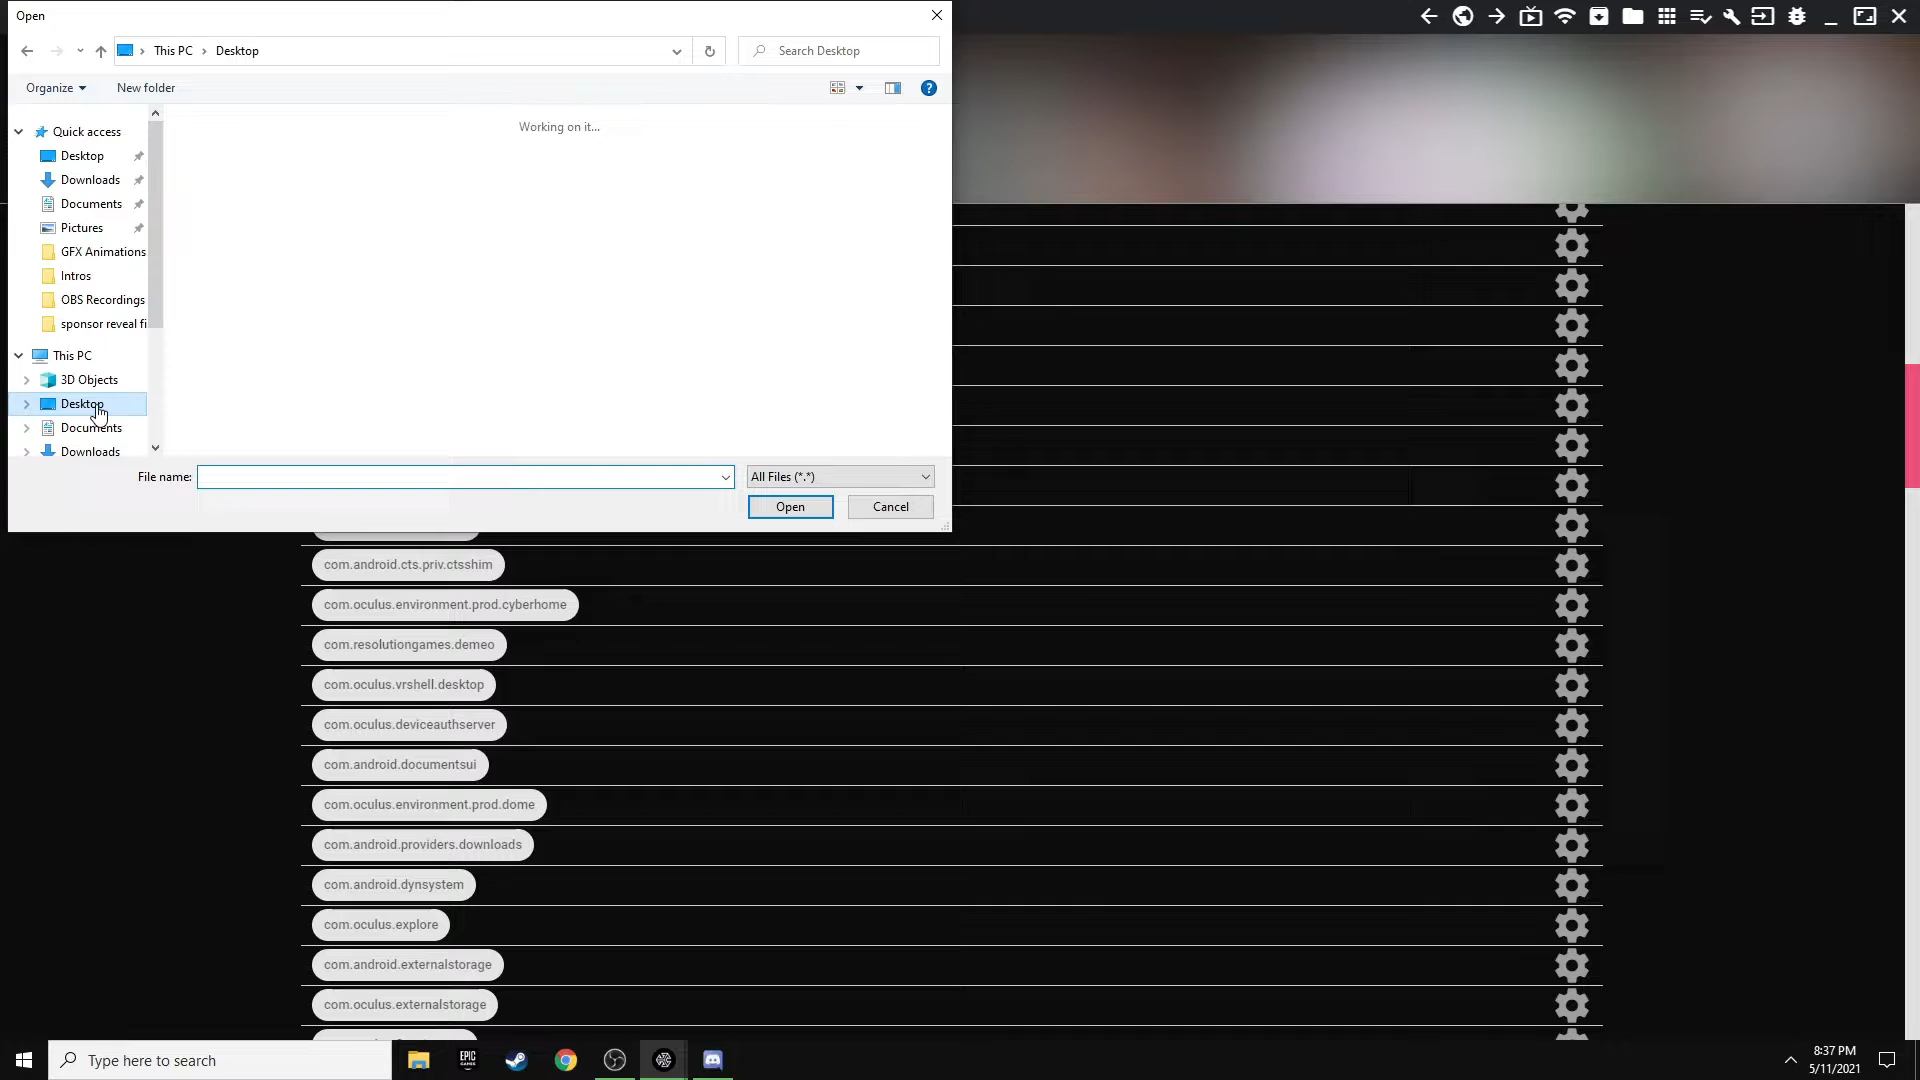 Open
This PC > Desktop
Search Desktop
Organize
New folder
Working on it...
Quick access
Desktop
Downloads
Documents
Pictures
GFX Animations
Intros
OBS Recordings
sponsor reveal fi
This PC
3D Objects
Desktop
Documents
Downloads
File name:
All Files (*.*)
Open
Cancel
com.android.cts.priv.ctsshim
com.oculus.environment.prod.cyberhome
com.resolutiongames.demeo
com.oculus.vrshell.desktop
com.oculus.deviceauthserver
com.android.documentsui
com.oculus.environment.prod.dome
com.android.providers.downloads
com.android.dynsystem
com.oculus.explore
com.android.externalstorage
com.oculus.externalstorage
Type here to search
EPIC
GAMES
8:37 PM
5/11/2021